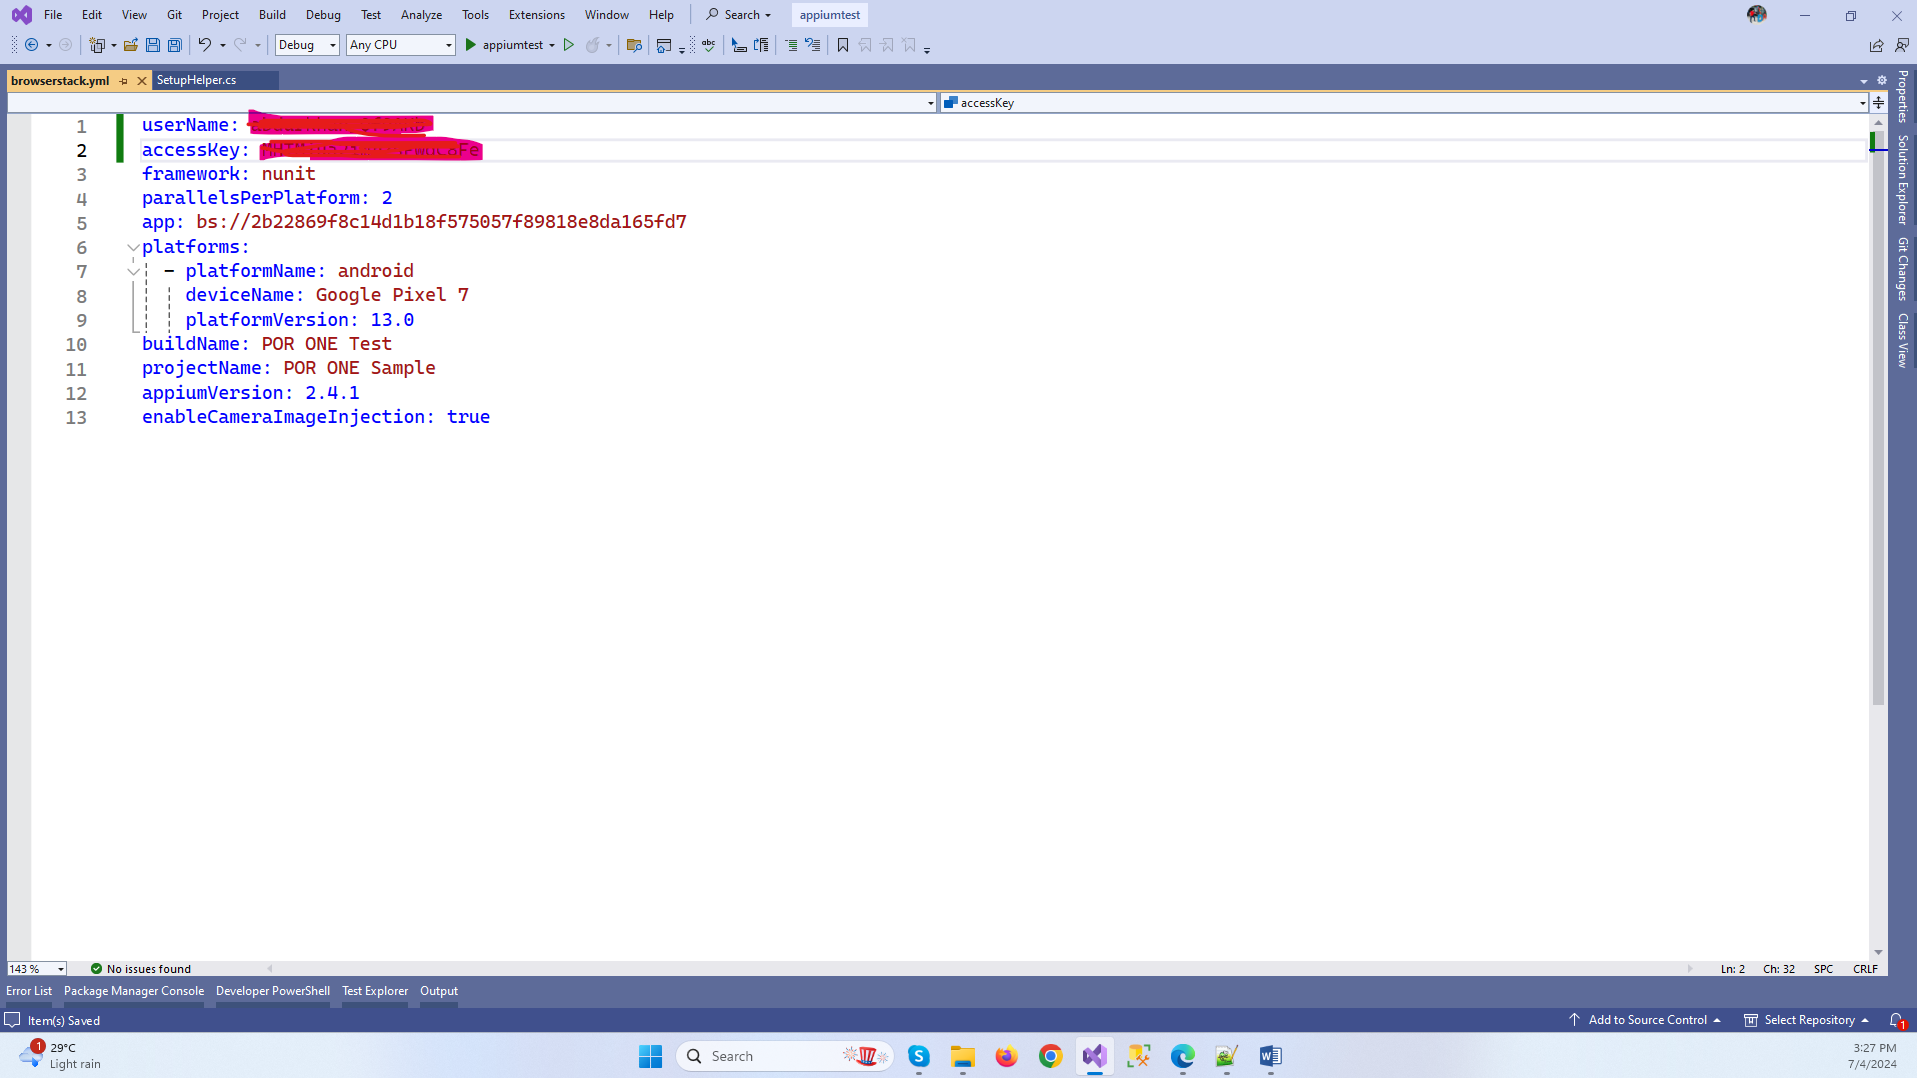 File Edit View Git Project Build Debug Test Analyze Tools Extensions Window Help Search appiumtest
Debug Any CPU appiumtest
browserstack.yml SetupHelper.cs
accessKey
1 userName:
2 accessKey:
3 framework: nunit
4 parallelsPerPlatform: 2
5 app: bs://2b22869f8c14d1b18f575057f89818e8da165fd7
6 platforms:
7 - platformName: android
8 deviceName: Google Pixel 7
9 platformVersion: 13.0
10 buildName: POR ONE Test
11 projectName: POR ONE Sample
12 appiumVersion: 2.4.1
13 enableCameraImageInjection: true
Properties
Solution Explorer
Git Changes
Class View
143 % No issues found Ln: 2 Ch: 32 SPC CRLF
Error List Package Manager Console Developer PowerShell Test Explorer Output
Item(s) Saved Add to Source Control Select Repository 1
1 29°C
Light rain
Search
3:27 PM
7/4/2024